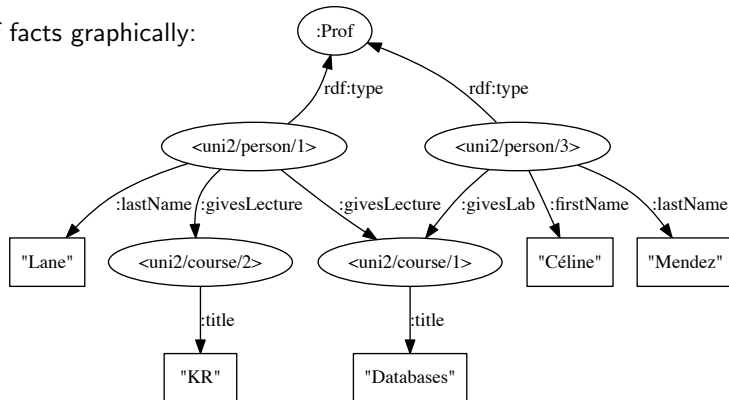 f facts graphically:
:Prof
rdf:type
rdf:type
<uni2/person/1>
<uni2/person/3>
:lastName
:givesLecture
:givesLecture
:givesLab
:firstName
:lastName
"Lane"
<uni2/course/2>
<uni2/course/1>
"Céline"
"Mendez"
:title
:title
"KR"
"Databases"